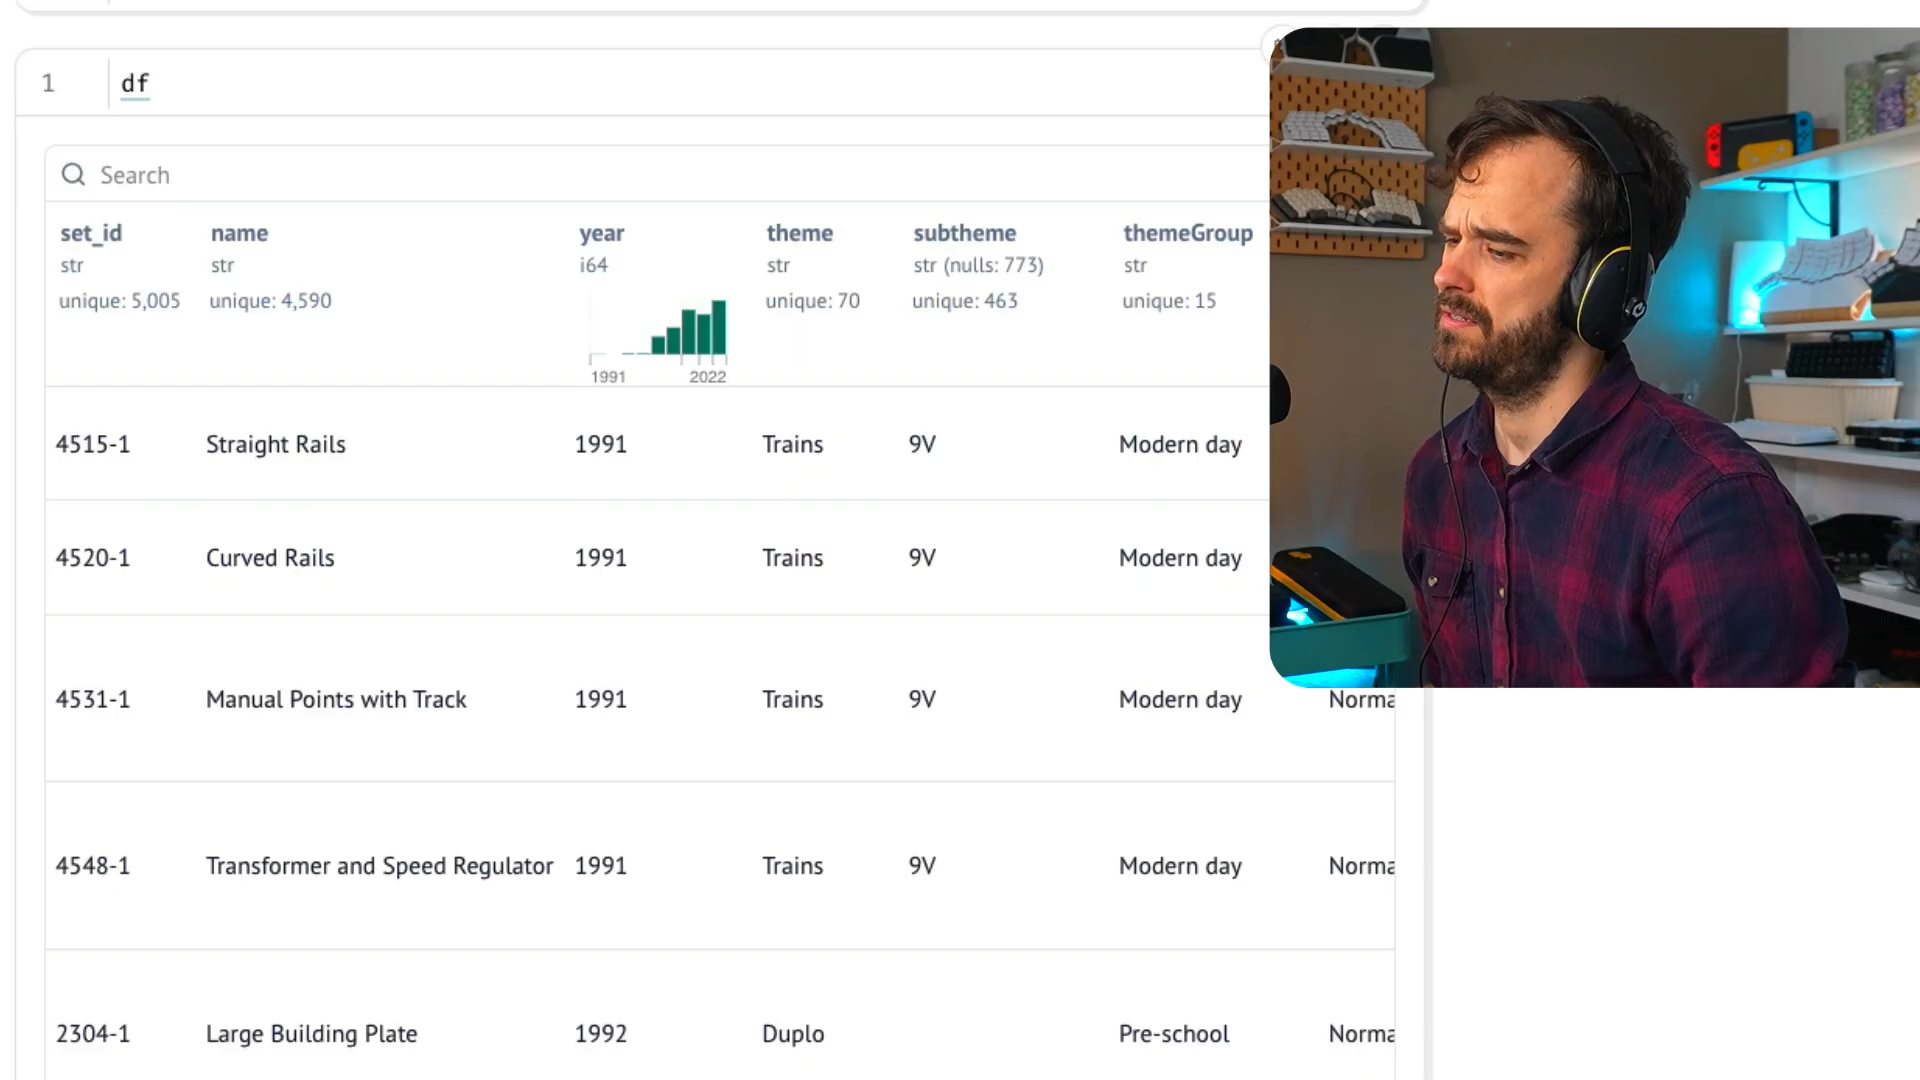 1 df
Search
set_id name year theme subtheme themeGroup
str str i64 str str (nulls: 773) str
unique: 5,005 unique: 4,590 unique: 70 unique: 463 unique: 15
1991 2022
4515-1 Straight Rails 1991 Trains 9V Modern day
4520-1 Curved Rails 1991 Trains 9V Modern day
4531-1 Manual Points with Track 1991 Trains 9V Modern day Norma
4548-1 Transformer and Speed Regulator 1991 Trains 9V Modern day Norma
2304-1 Large Building Plate 1992 Duplo Pre-school Norma